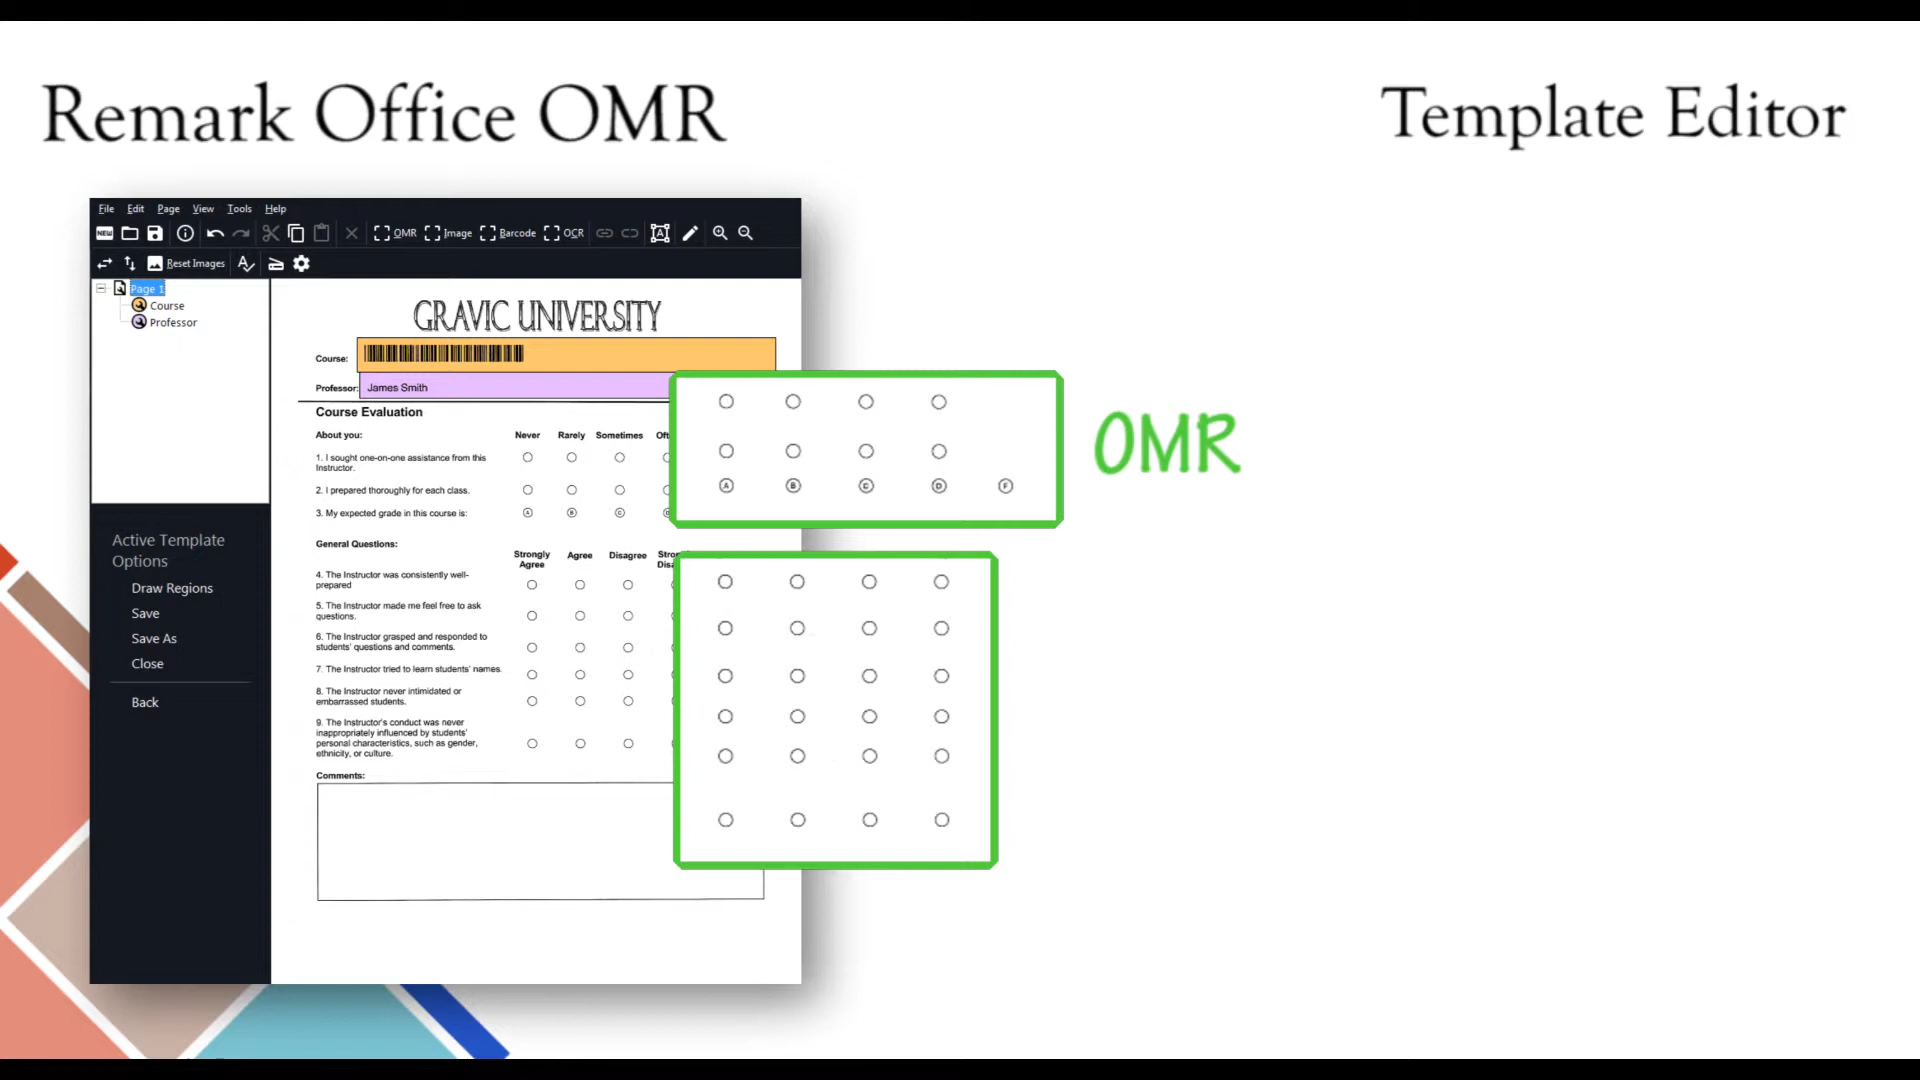 Remark Office OMR
Template Editor
File Edit Page View Tools Help
NEW OMR Image Barcode OCR A
Reset Images A
Page 1
Course
Professor
Active Template
Options
Draw Regions
Save
Save As
Close
Back
GRAVIC UNIVERSITY
Course:
Professor: James Smith
Course Evaluation
About you: Never Rarely Sometimes Oft
1. I sought one-on-one assistance from this
Instructor.
2. I prepared thoroughly for each class.
3. My expected grade in this course is: A B C D
General Questions:
Strongly Agree Disagree Stron
Agree Disa
4. The Instructor was consistently well-
prepared
5. The Instructor made me feel free to ask
questions.
6. The Instructor grasped and responded to
students' questions and comments.
7. The Instructor tried to learn students' names.
8. The Instructor never intimidated or
embarrassed students.
9. The Instructor's conduct was never
inappropriately influenced by students'
personal characteristics, such as gender,
ethnicity, or culture.
Comments:
A B C D F
OMR